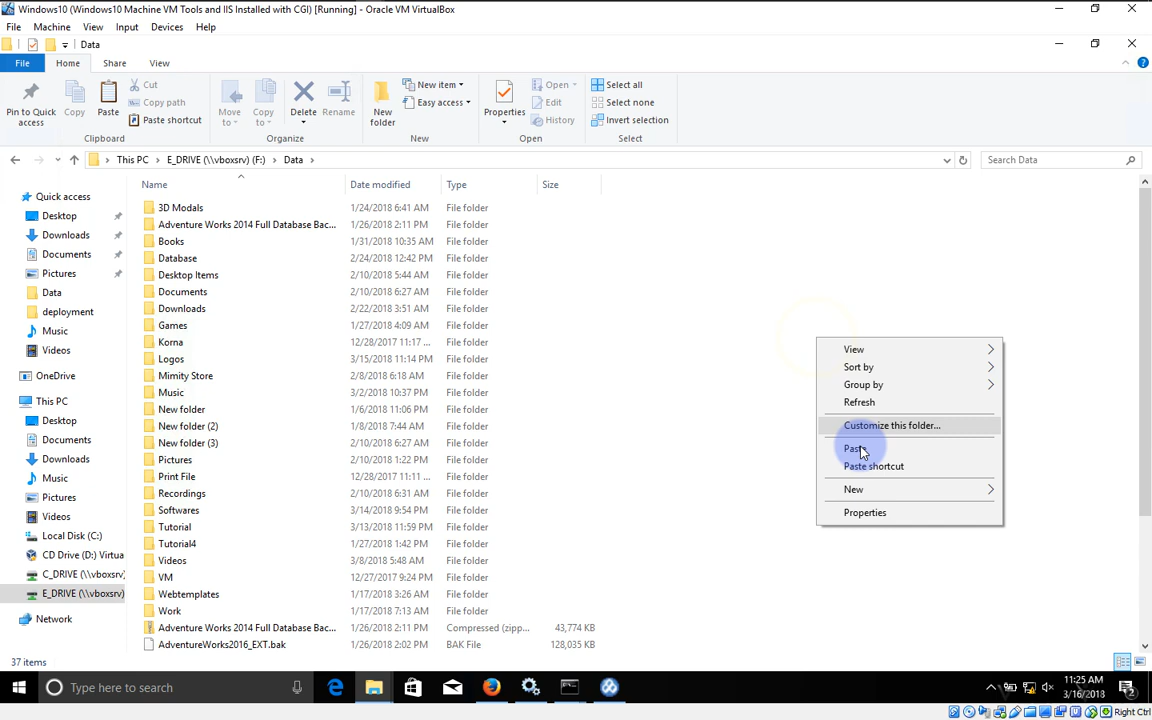 Windows10 (Windows10 Machine VM Tools and IIS Installed with CGI) [Running] - Oracle VM VirtualBox
File Machine View Input Devices Help
Data
File Home Share View
Pin to Quick access
Copy
Paste
Cut
Copy path
Paste shortcut
Clipboard
Move to
Copy to
Delete
Rename
Organize
New folder
New item
Easy access
New
Properties
Open
Edit
History
Open
Select all
Select none
Invert selection
Select
This PC E_DRIVE (\\vboxsrv) (F:) Data
Search Data
Quick access
Desktop
Downloads
Documents
Pictures
Data
deployment
Music
Videos
OneDrive
This PC
Desktop
Documents
Downloads
Music
Pictures
Videos
Local Disk (C:)
CD Drive (D:) Virtua
C_DRIVE (\\vboxsrv)
E_DRIVE (\\vboxsrv)
Network
Name Date modified Type Size
3D Modals 1/24/2018 6:41 AM File folder
Adventure Works 2014 Full Database Bac... 1/26/2018 2:11 PM File folder
Books 1/31/2018 10:35 AM File folder
Database 2/24/2018 12:42 PM File folder
Desktop Items 2/10/2018 5:44 AM File folder
Documents 2/10/2018 6:27 AM File folder
Downloads 2/22/2018 3:51 AM File folder
Games 1/27/2018 4:09 AM File folder
Korna 12/28/2017 11:17 ... File folder
Logos 3/15/2018 11:14 PM File folder
Mimity Store 2/8/2018 6:18 AM File folder
Music 3/2/2018 10:37 PM File folder
New folder 1/6/2018 11:06 PM File folder
New folder (2) 1/8/2018 7:44 AM File folder
New folder (3) 2/10/2018 6:27 AM File folder
Pictures 2/10/2018 1:22 PM File folder
Print File 12/28/2017 11:17 ... File folder
Recordings 2/10/2018 6:31 AM File folder
Softwares 3/14/2018 9:54 PM File folder
Tutorial 3/13/2018 11:59 PM File folder
Tutorial4 1/27/2018 1:42 PM File folder
Videos 3/8/2018 5:48 AM File folder
VM 12/27/2017 9:24 PM File folder
Webtemplates 1/17/2018 3:26 AM File folder
Work 1/17/2018 7:13 AM File folder
Adventure Works 2014 Full Database Bac... 1/26/2018 2:11 PM Compressed (zipp... 43,774 KB
AdventureWorks2016_EXT.bak 1/26/2018 2:02 PM BAK File 128,035 KB
View
Sort by
Group by
Refresh
Customize this folder...
Paste
Paste shortcut
New
Properties
37 items
Type here to search
11:25 AM
3/16/2018
2
Right Ctrl